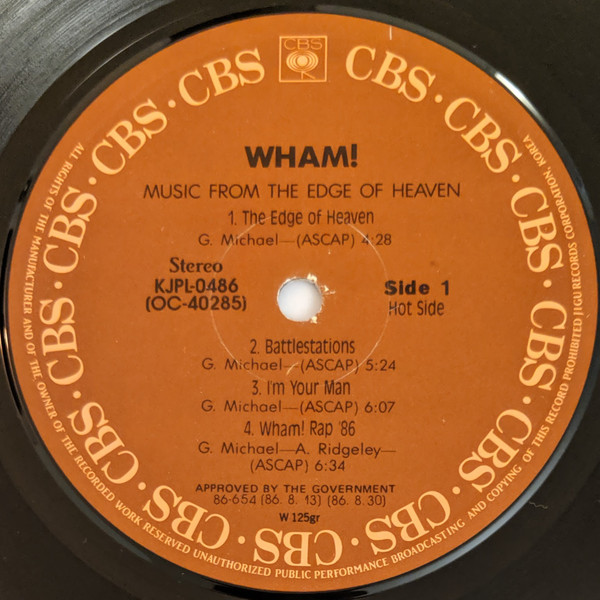 CBS
CBS · CBS · CBS · CBS · CBS · CBS · CBS · CBS · CBS · CBS · CBS · CBS · CBS
WHAM!
MUSIC FROM THE EDGE OF HEAVEN
1. The Edge of Heaven
G. Michael—(ASCAP) 4:28
Stereo
KJPL-0486
(OC-40285)
Side 1
Hot Side
2. Battlestations
G. Michael—(ASCAP) 5:24
3. I'm Your Man
G. Michael—(ASCAP) 6:07
4. Wham! Rap '86
G. Michael—A. Ridgeley—
(ASCAP) 6:34
APPROVED BY THE GOVERNMENT
86-654 (86. 8. 13) (86. 8.30)
W 125gr
ALL RIGHTS OF THE MANUFACTURER AND OF THE OWNER OF THE RECORDED WORK RESERVED UNAUTHORIZED PUBLIC PERFORMANCE BROADCASTING AND COPYING OF THIS RECORD PROHIBITED JIGU RECORDS CORPORATION, KOREA